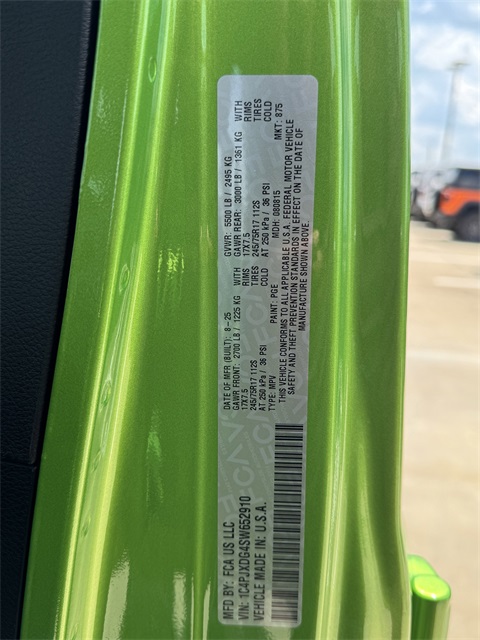 MFD BY: FCA US LLC
DATE OF MFR (BUILT): 8-25
GVWR: 5500 LB / 2495 KG
GAWR FRONT: 2700 LB / 1225 KG WITH
17X7.5 RIMS
245/75R17 112S TIRES
AT 250 kPa / 36 PSI COLD
GAWR REAR: 3000 LB / 1361 KG WITH
17X7.5 RIMS
245/75R17 112S TIRES
AT 250 kPa / 36 PSI COLD
VIN: 1C4PJXDG4SW652910
TYPE: MPV
PAINT: PGE
MDH: 080815
MKT: 875
VEHICLE MADE IN: U.S.A.
THIS VEHICLE CONFORMS TO ALL APPLICABLE U.S.A. FEDERAL MOTOR VEHICLE
SAFETY AND THEFT PREVENTION STANDARDS IN EFFECT ON THE DATE OF
MANUFACTURE SHOWN ABOVE.